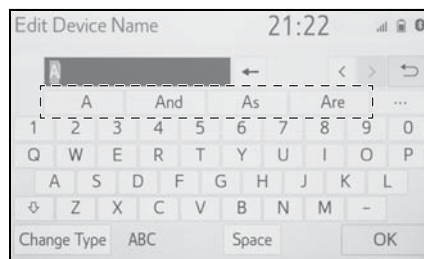 Edit Device Name 21:22
A
A And As Are ...
1 2 3 4 5 6 7 8 9 0
Q W E R T Y U I O P
A S D F G H J K L
Z X C V B N M -
Change Type ABC Space OK